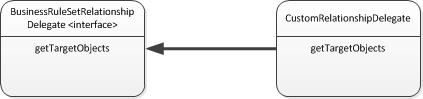 BusinessRuleSetRelationship
Delegate <interface>
getTargetObjects
CustomRelationshipDelegate
getTargetObjects